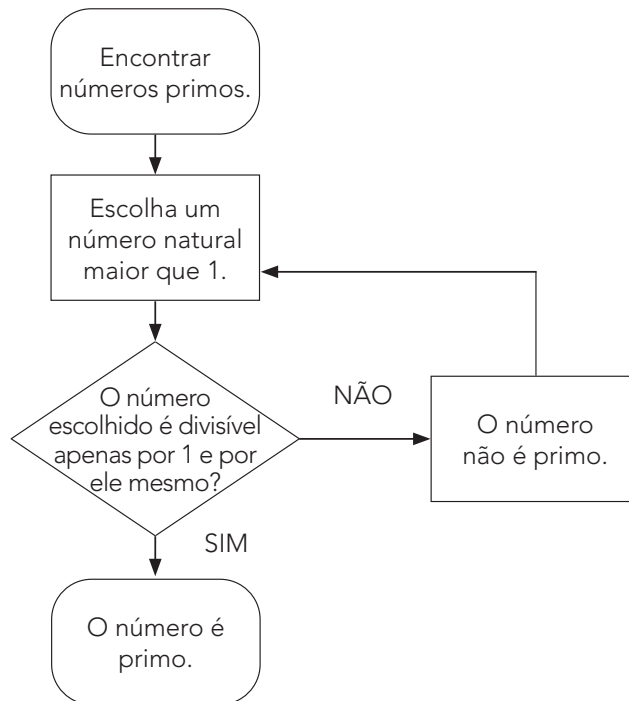 Encontrar
números primos.
Escolha um
número natural
maior que 1.
O número
escolhido é divisível
apenas por 1 e por
ele mesmo?
NÃO
O número
não é primo.
SIM
O número é
primo.